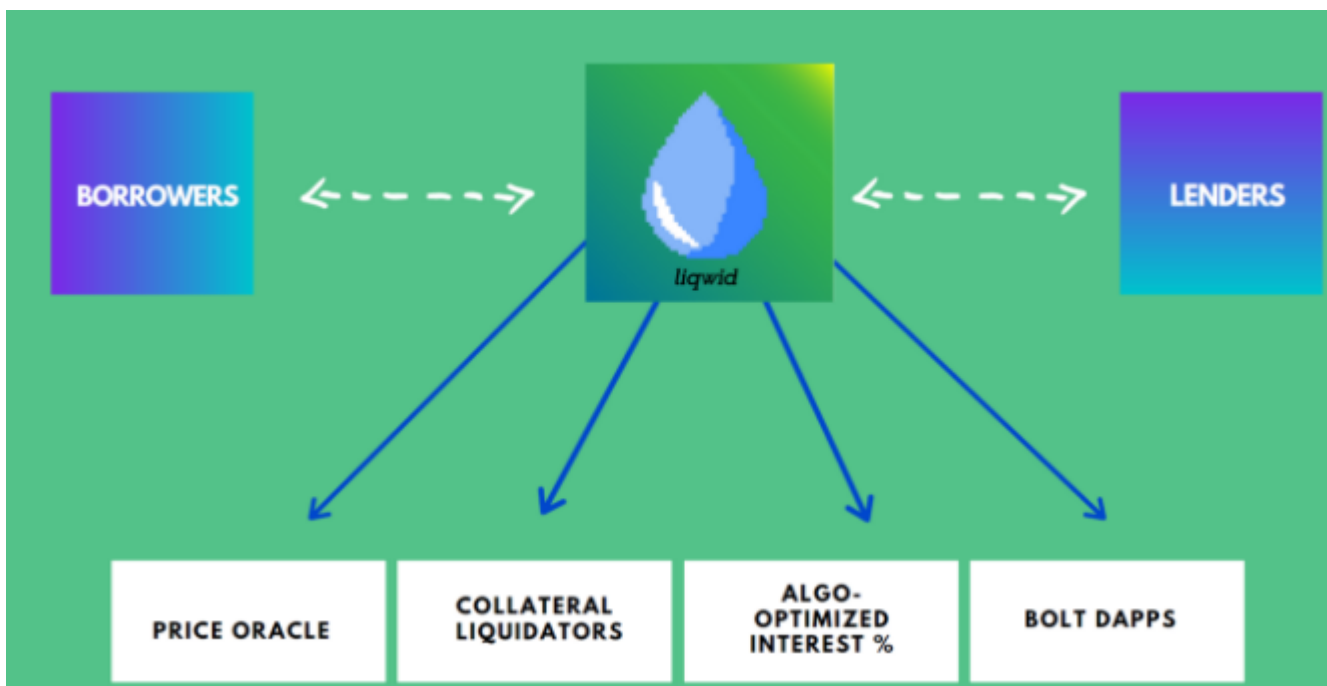 BORROWERS
liqwid
LENDERS
PRICE ORACLE
COLLATERAL
LIQUIDATORS
ALGO-
OPTIMIZED
INTEREST %
BOLT DAPPS